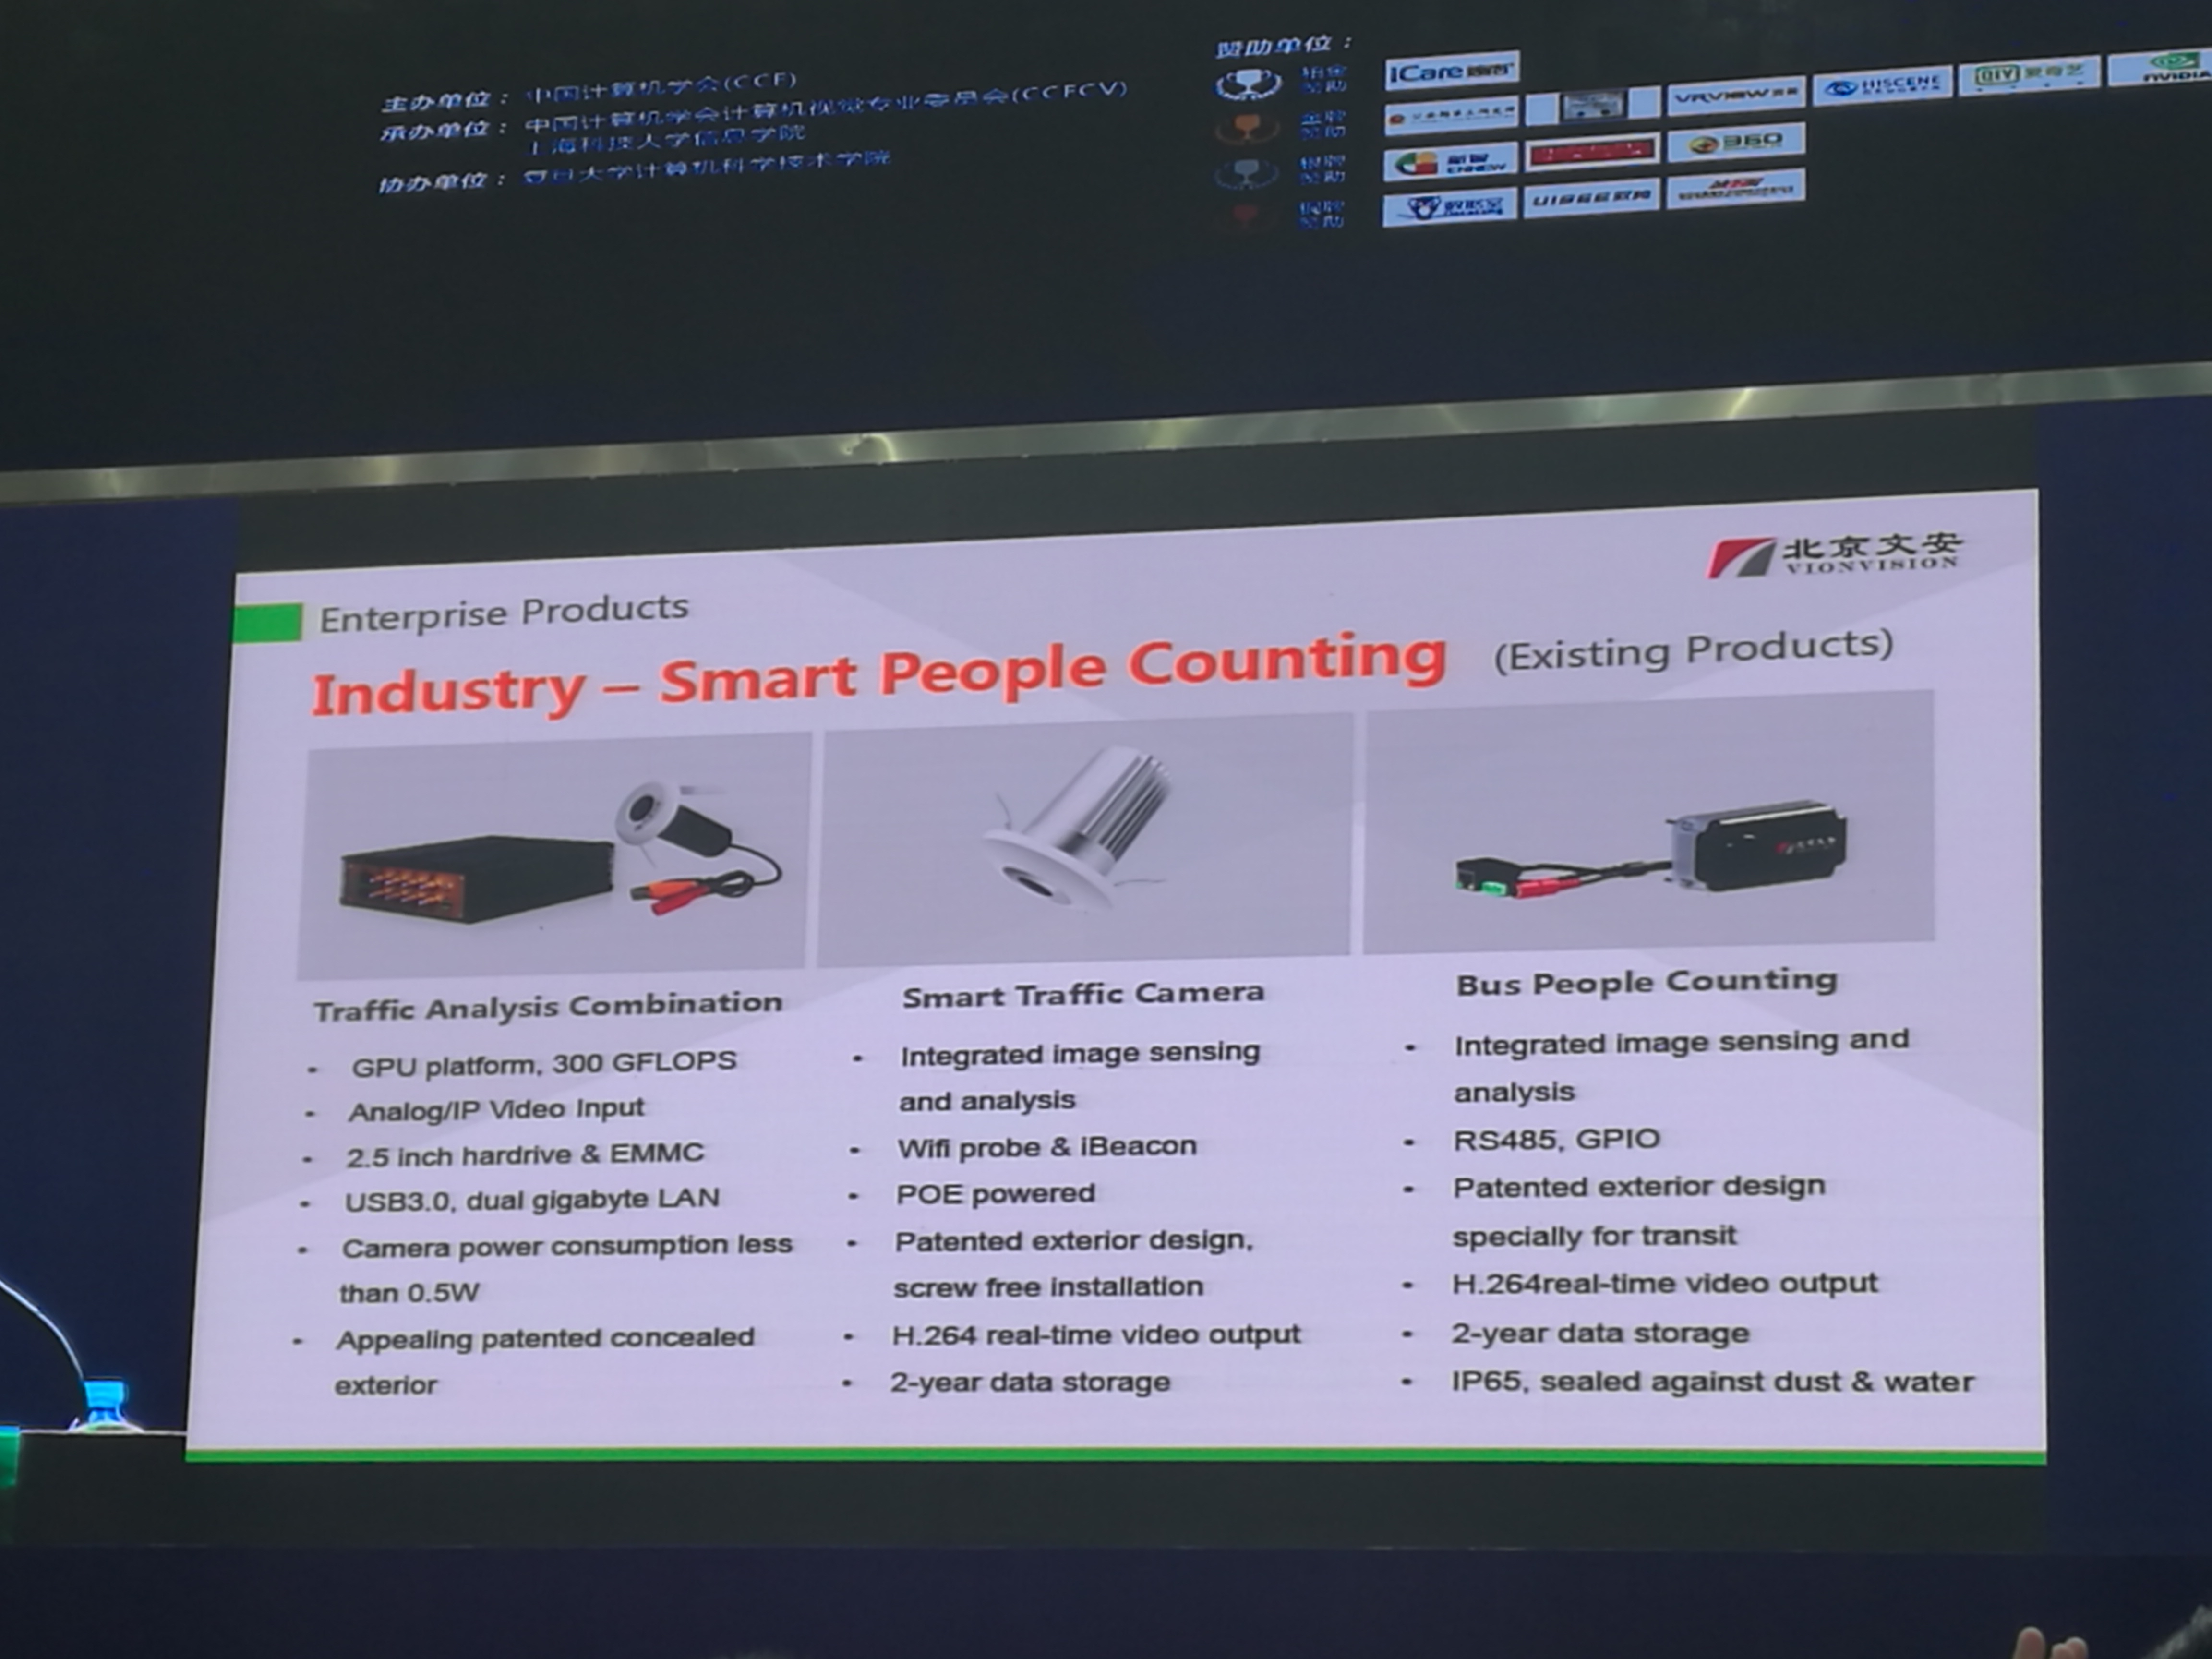 主办单位：中国计算机学会(CCF)
承办单位：中国计算机学会计算机视觉专业委员会(CCFCV)
上海科技大学信息学院
协办单位：复旦大学计算机科学技术学院
赞助单位：
铂金
赞助
iCare
金牌
赞助
VRVIEW
HISCENE
QIY 爱奇艺
NVIDIA
银牌
赞助
新智
ENNEW
360
铜牌
赞助
UISEE 驭势
北京文安
VIONVISION
Enterprise Products
Industry – Smart People Counting (Existing Products)
Traffic Analysis Combination
• GPU platform, 300 GFLOPS
• Analog/IP Video Input
• 2.5 inch hardrive & EMMC
• USB3.0, dual gigabyte LAN
• Camera power consumption less
than 0.5W
• Appealing patented concealed
exterior
Smart Traffic Camera
• Integrated image sensing
and analysis
• Wifi probe & iBeacon
• POE powered
• Patented exterior design,
screw free installation
• H.264 real-time video output
• 2-year data storage
Bus People Counting
• Integrated image sensing and
analysis
• RS485, GPIO
• Patented exterior design
specially for transit
• H.264real-time video output
• 2-year data storage
• IP65, sealed against dust & water